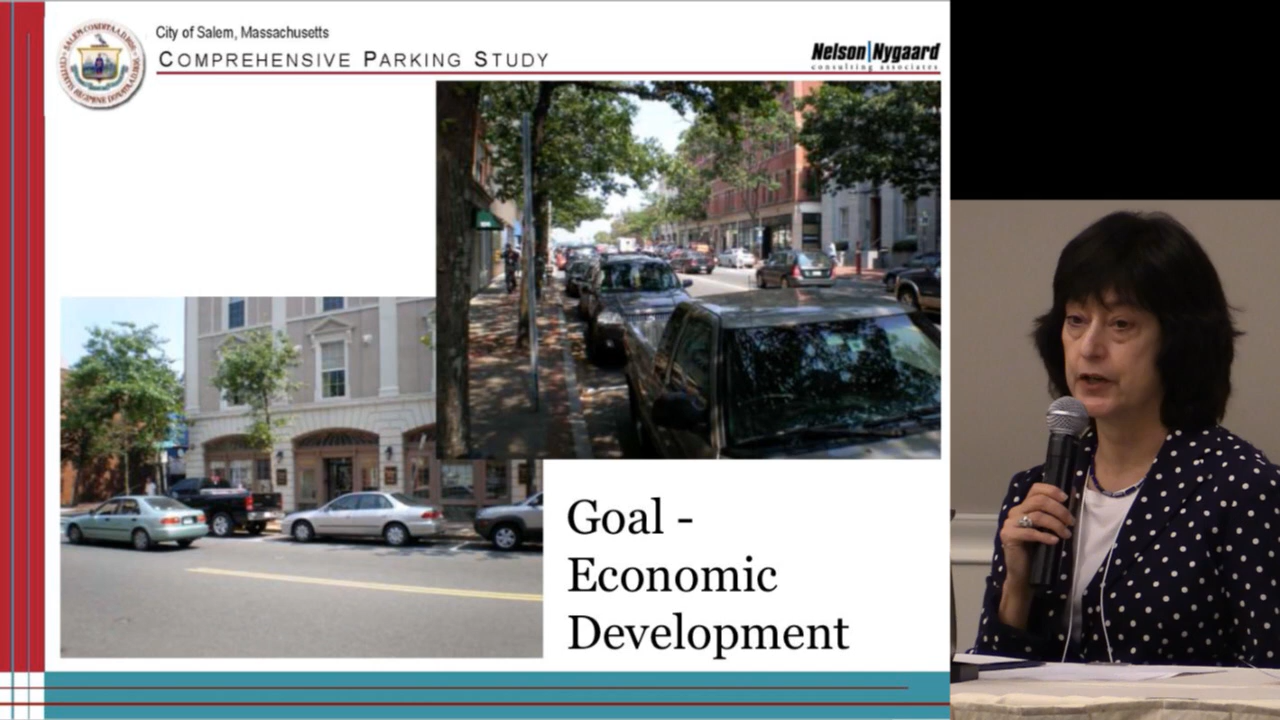 City of Salem, Massachusetts
COMPREHENSIVE PARKING STUDY
Nelson|Nygaard
consulting associates
Goal -
Economic
Development